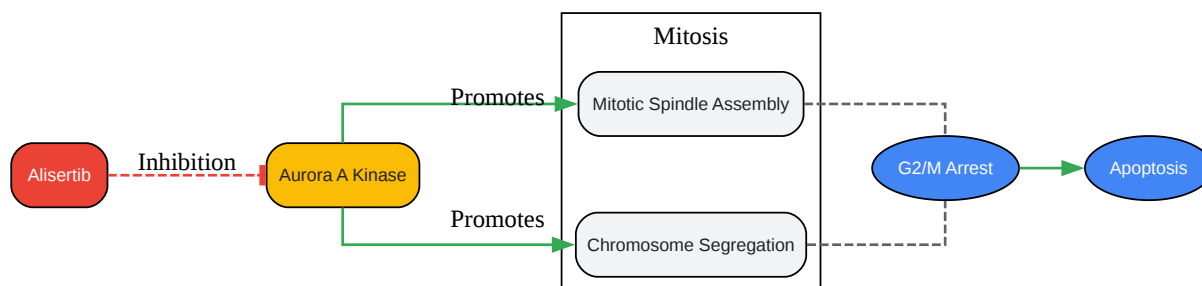 Mitosis
Promotes
Mitotic Spindle Assembly
Alisertib
Inhibition
Aurora A Kinase
G2/M Arrest
Apoptosis
Promotes
Chromosome Segregation